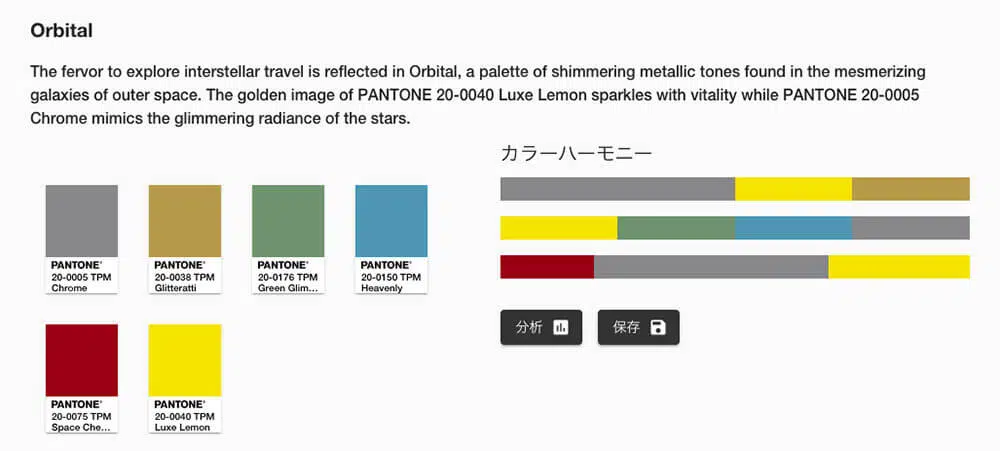 Orbital
The fervor to explore interstellar travel is reflected in Orbital, a palette of shimmering metallic tones found in the mesmerizing
galaxies of outer space. The golden image of PANTONE 20-0040 Luxe Lemon sparkles with vitality while PANTONE 20-0005
Chrome mimics the glimmering radiance of the stars.
カラーハーモニー
PANTONE®
20-0005 TPM
Chrome
PANTONE®
20-0038 TPM
Glitteratti
PANTONE®
20-0176 TPM
Green Glim...
PANTONE®
20-0150 TPM
Heavenly
分析
保存
PANTONE®
20-0075 TPM
Space Che...
PANTONE®
20-0040 TPM
Luxe Lemon